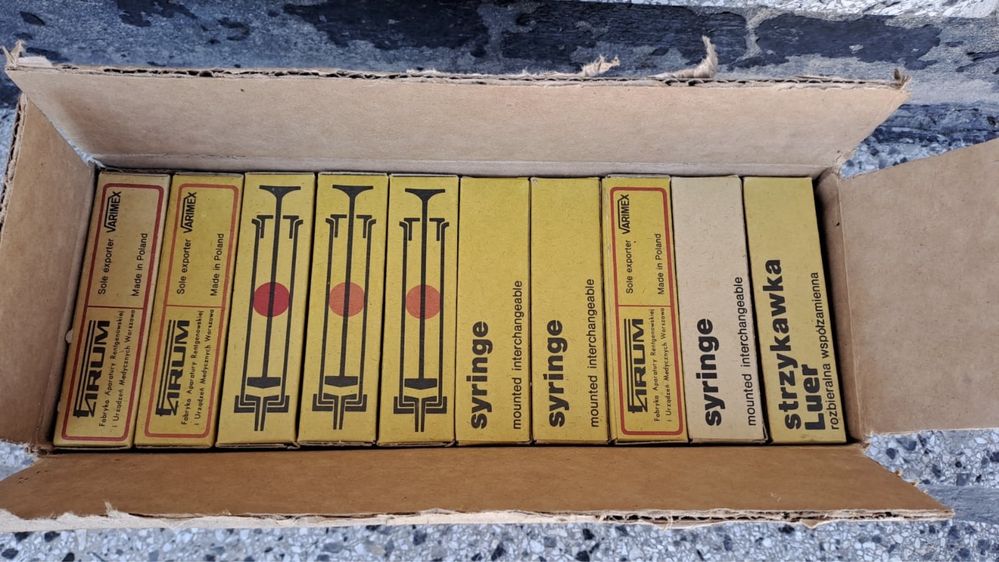 FARUM
Fabryka Aparatury Rentgenowskiej
i Urządzeń Medycznych Warszawa
Sole exporter VARIMEX
Made in Poland
FARUM
Fabryka Aparatury Rentgenowskiej
i Urządzeń Medycznych Warszawa
Sole exporter VARIMEX
Made in Poland
syringe
mounted interchangeable
syringe
mounted interchangeable
FARUM
Fabryka Aparatury Rentgenowskiej
i Urządzeń Medycznych Warszawa
Sole exporter VARIMEX
Made in Poland
syringe
mounted interchangeable
strzykawka
Luer
rozbieralna współzamienna